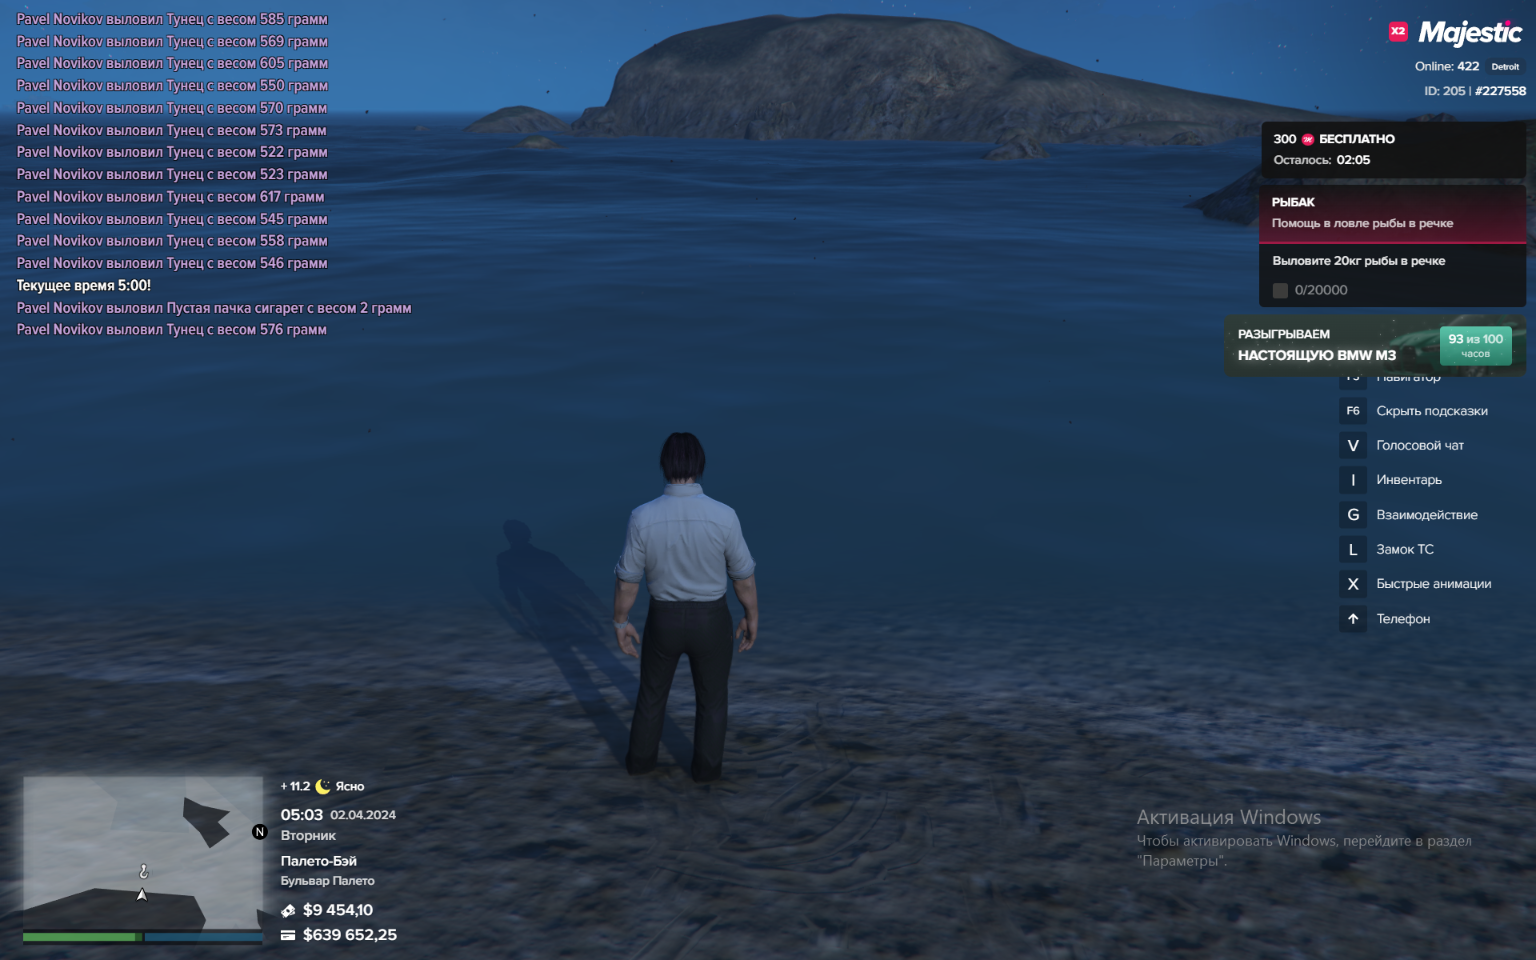 Pavel Novikov выловил Тунец с весом 585 грамм
Pavel Novikov выловил Тунец с весом 569 грамм
Pavel Novikov выловил Тунец с весом 605 грамм
Pavel Novikov выловил Тунец с весом 550 грамм
Pavel Novikov выловил Тунец с весом 570 грамм
Pavel Novikov выловил Тунец с весом 573 грамм
Pavel Novikov выловил Тунец с весом 522 грамм
Pavel Novikov выловил Тунец с весом 523 грамм
Pavel Novikov выловил Тунец с весом 617 грамм
Pavel Novikov выловил Тунец с весом 545 грамм
Pavel Novikov выловил Тунец с весом 558 грамм
Pavel Novikov выловил Тунец с весом 546 грамм
Текущее время 5:00!
Pavel Novikov выловил Пустая пачка сигарет с весом 2 грамм
Pavel Novikov выловил Тунец с весом 576 грамм
X2 Majestic
Online: 422 Detroit
ID: 205 | #227558
300 БЕСПЛАТНО
Осталось: 02:05
РЫБАК
Помощь в ловле рыбы в речке
Выловите 20кг рыбы в речке
0/20000
РАЗЫГРЫВАЕМ
НАСТОЯЩУЮ BMW M3
93 из 100
часов
Навигатор
F6 Скрыть подсказки
V Голосовой чат
I Инвентарь
G Взаимодействие
L Замок ТС
X Быстрые анимации
Телефон
N
+ 11.2 Ясно
05:03 02.04.2024
Вторник
Палето-Бэй
Бульвар Палето
$9 454,10
$639 652,25
Активация Windows
Чтобы активировать Windows, перейдите в раздел
"Параметры".